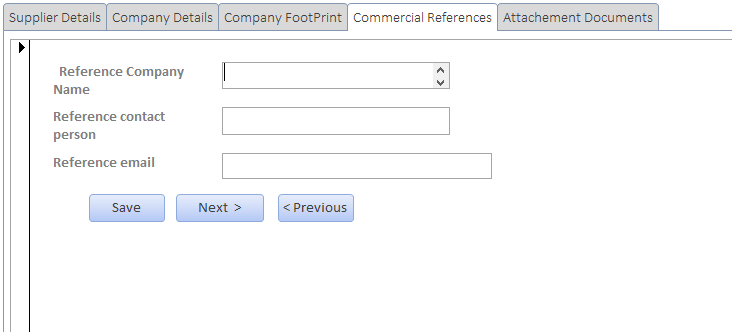 Supplier Details Company Details Company FootPrint Commercial References Attachement Documents
Reference Company
Name
Reference contact
person
Reference email
Save Next > < Previous